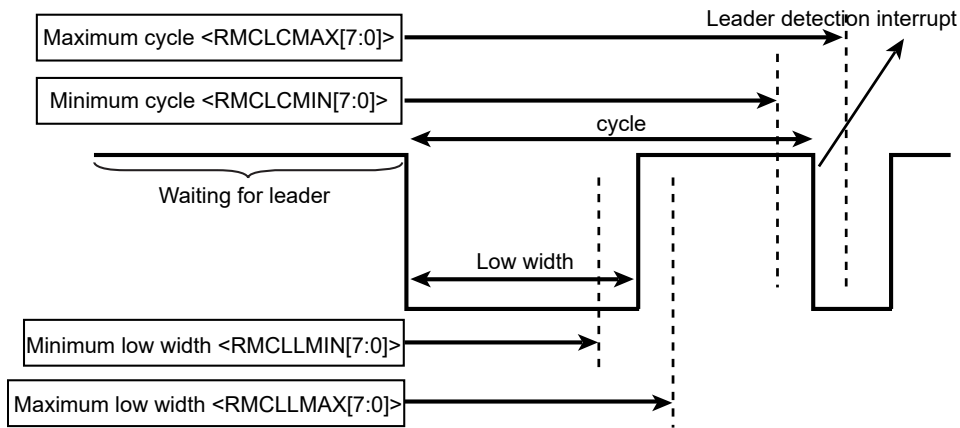 Leader detection interrupt
Maximum cycle <RMCLCMAX[7:0]>
Minimum cycle <RMCLCMIN[7:0]>
cycle
Waiting for leader
Low width
Minimum low width <RMCLLMIN[7:0]>
Maximum low width <RMCLLMAX[7:0]>